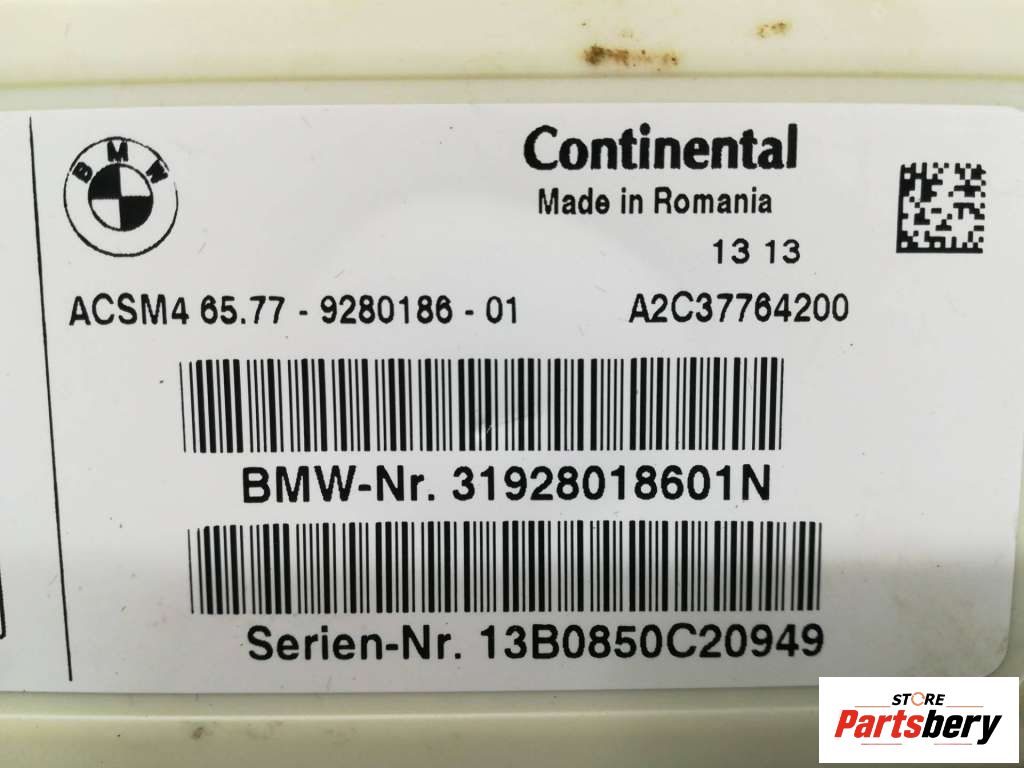 BMW
Continental
Made in Romania
13 13
ACSM4 65.77 - 9280186 - 01 A2C37764200
BMW-Nr. 31928018601N
Serien-Nr. 13B0850C20949
STORE
Partsbery